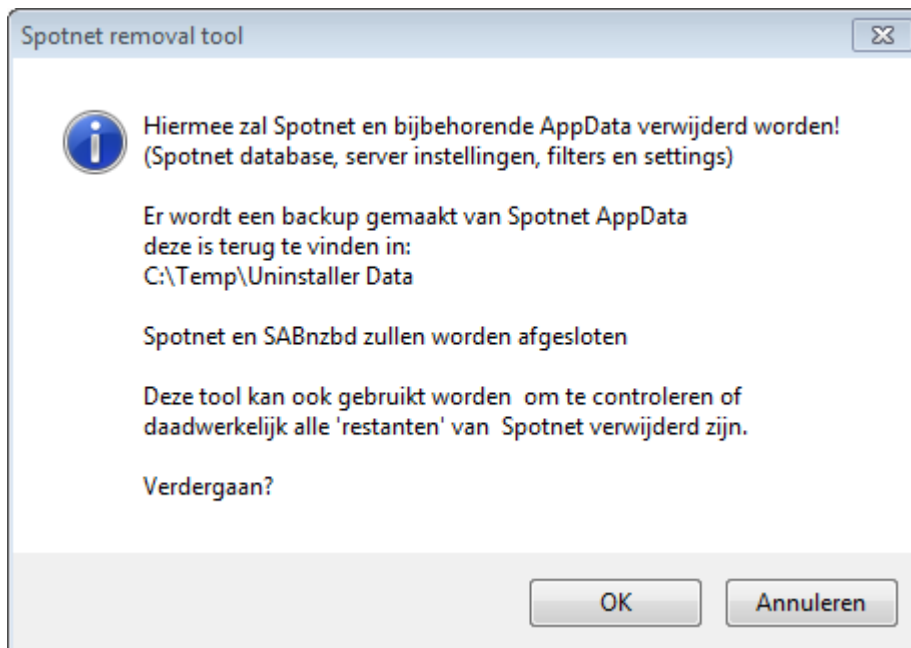 Spotnet removal tool
Hiermee zal Spotnet en bijbehorende AppData verwijderd worden!
(Spotnet database, server instellingen, filters en settings)
Er wordt een backup gemaakt van Spotnet AppData
deze is terug te vinden in:
C:\Temp\Uninstaller Data
Spotnet en SABnzbd zullen worden afgesloten
Deze tool kan ook gebruikt worden  om te controleren of
daadwerkelijk alle 'restanten' van  Spotnet verwijderd zijn.
Verdergaan?
OK
Annuleren